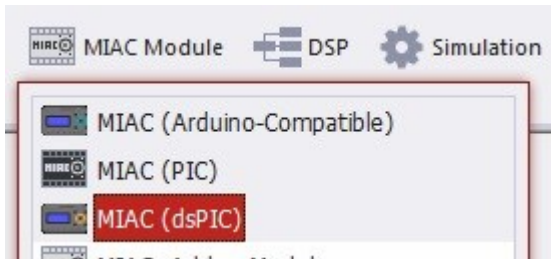 MIAC Module DSP Simulation
MIAC (Arduino-Compatible)
MIAC (PIC)
MIAC (dsPIC)